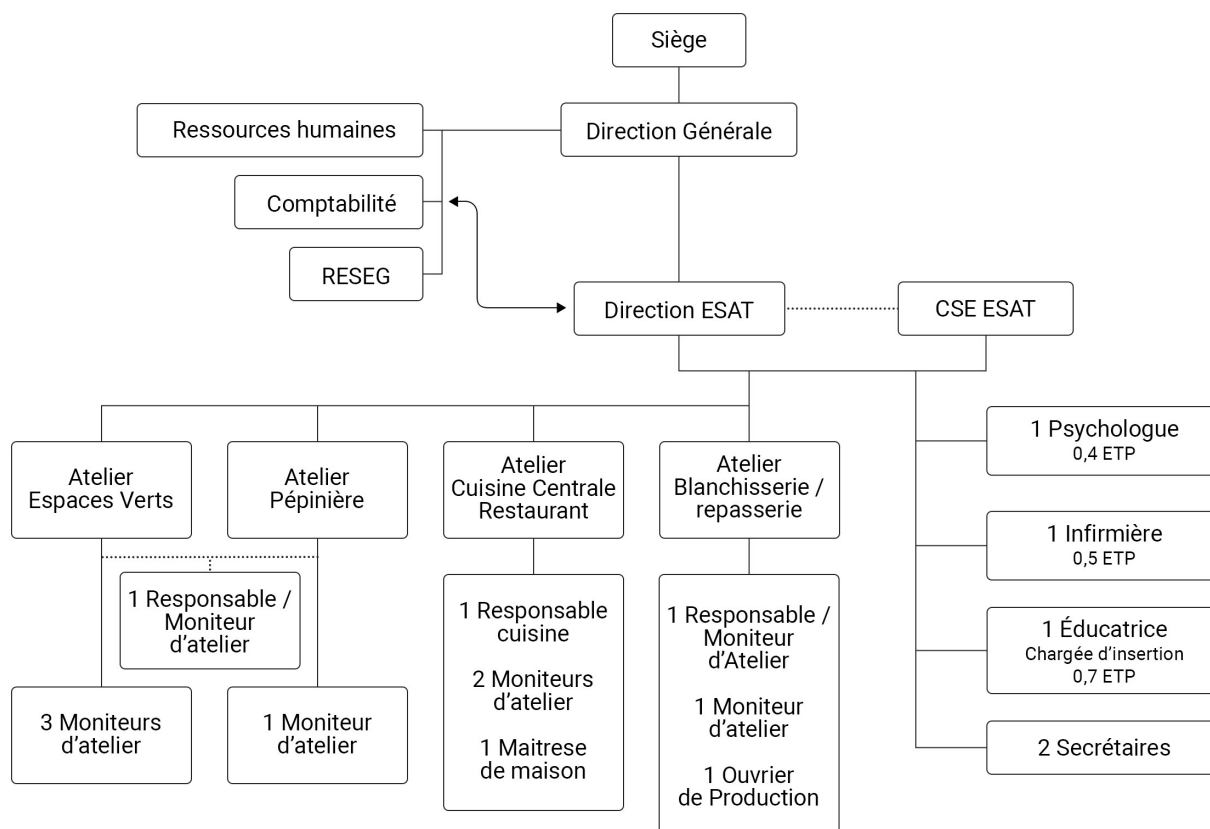 Siège
Ressources humaines
Direction Générale
Comptabilité
RESEG
Direction ESAT
CSE ESAT
Atelier
Espaces Verts
Atelier
Pépinière
Atelier
Cuisine Centrale
Restaurant
Atelier
Blanchisserie /
repasserie
1 Psychologue
0,4 ETP
1 Infirmière
0,5 ETP
1 Éducatrice
Chargée d'insertion
0,7 ETP
2 Secrétaires
1 Responsable /
Moniteur
d'atelier
3 Moniteurs
d'atelier
1 Moniteur
d'atelier
1 Responsable
cuisine
2 Moniteurs
d'atelier
1 Maitrese
de maison
1 Responsable /
Moniteur
d'Atelier
1 Moniteur
d'atelier
1 Ouvrier
de Production